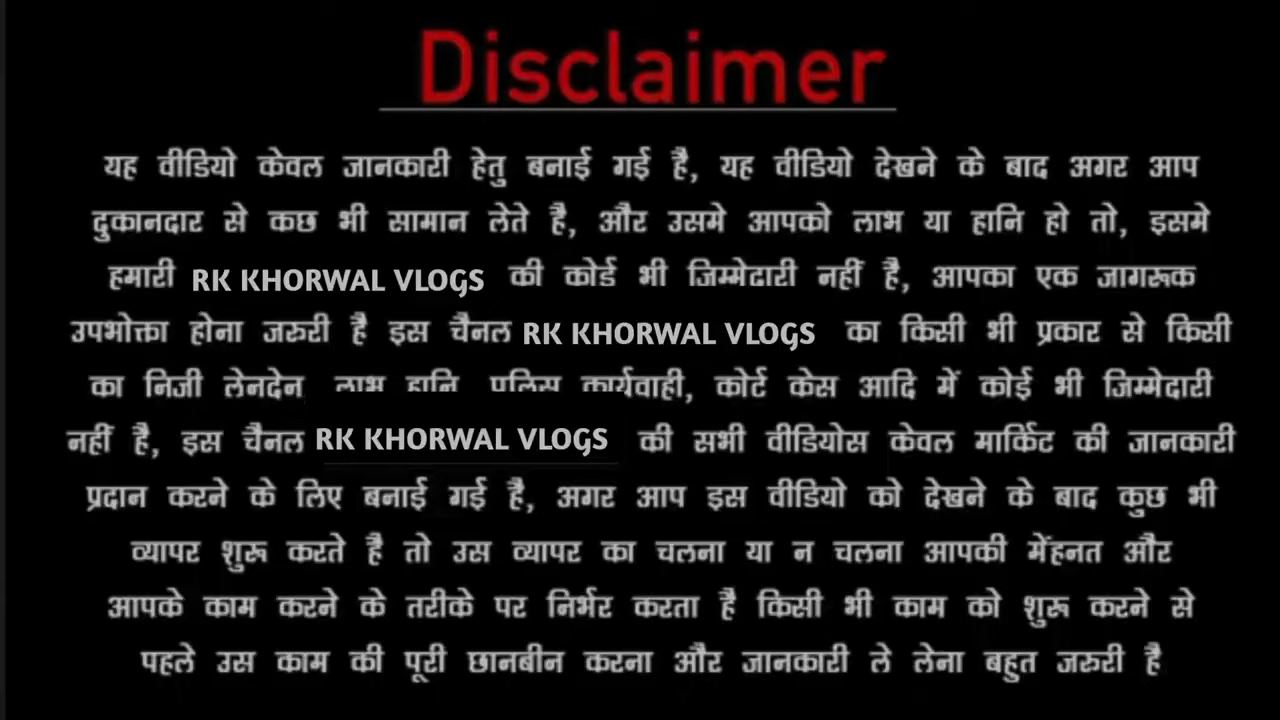 Disclaimer
यह वीडियो केवल जानकारी हेतु बनाई गई है, यह वीडियो देखने के बाद अगर आप
दुकानदार से कछ भी सामान लेते है, और उसमे आपको लाभ या हानि हो तो, इसमे
हमारी RK KHORWAL VLOGS की कोई भी जिम्मेदारी नहीं है, आपका एक जागरूक
उपभोक्ता होना जरुरी है इस चैनल RK KHORWAL VLOGS का किसी भी प्रकार से किसी
का निजी लेनदेन लाभ हानि पुलिस कार्यवाही, कोर्ट केस आदि में कोई भी जिम्मेदारी
नहीं है, इस चैनल RK KHORWAL VLOGS की सभी वीडियोस केवल मार्किट की जानकारी
प्रदान करने के लिए बनाई गई है, अगर आप इस वीडियो को देखने के बाद कुछ भी
व्यापर शुरू करते है तो उस व्यापर का चलना या न चलना आपकी मेंहनत और
आपके काम करने के तरीके पर निर्भर करता है किसी भी काम को शुरू करने से
पहले उस काम की पूरी छानबीन करना और जानकारी ले लेना बहुत जरुरी है